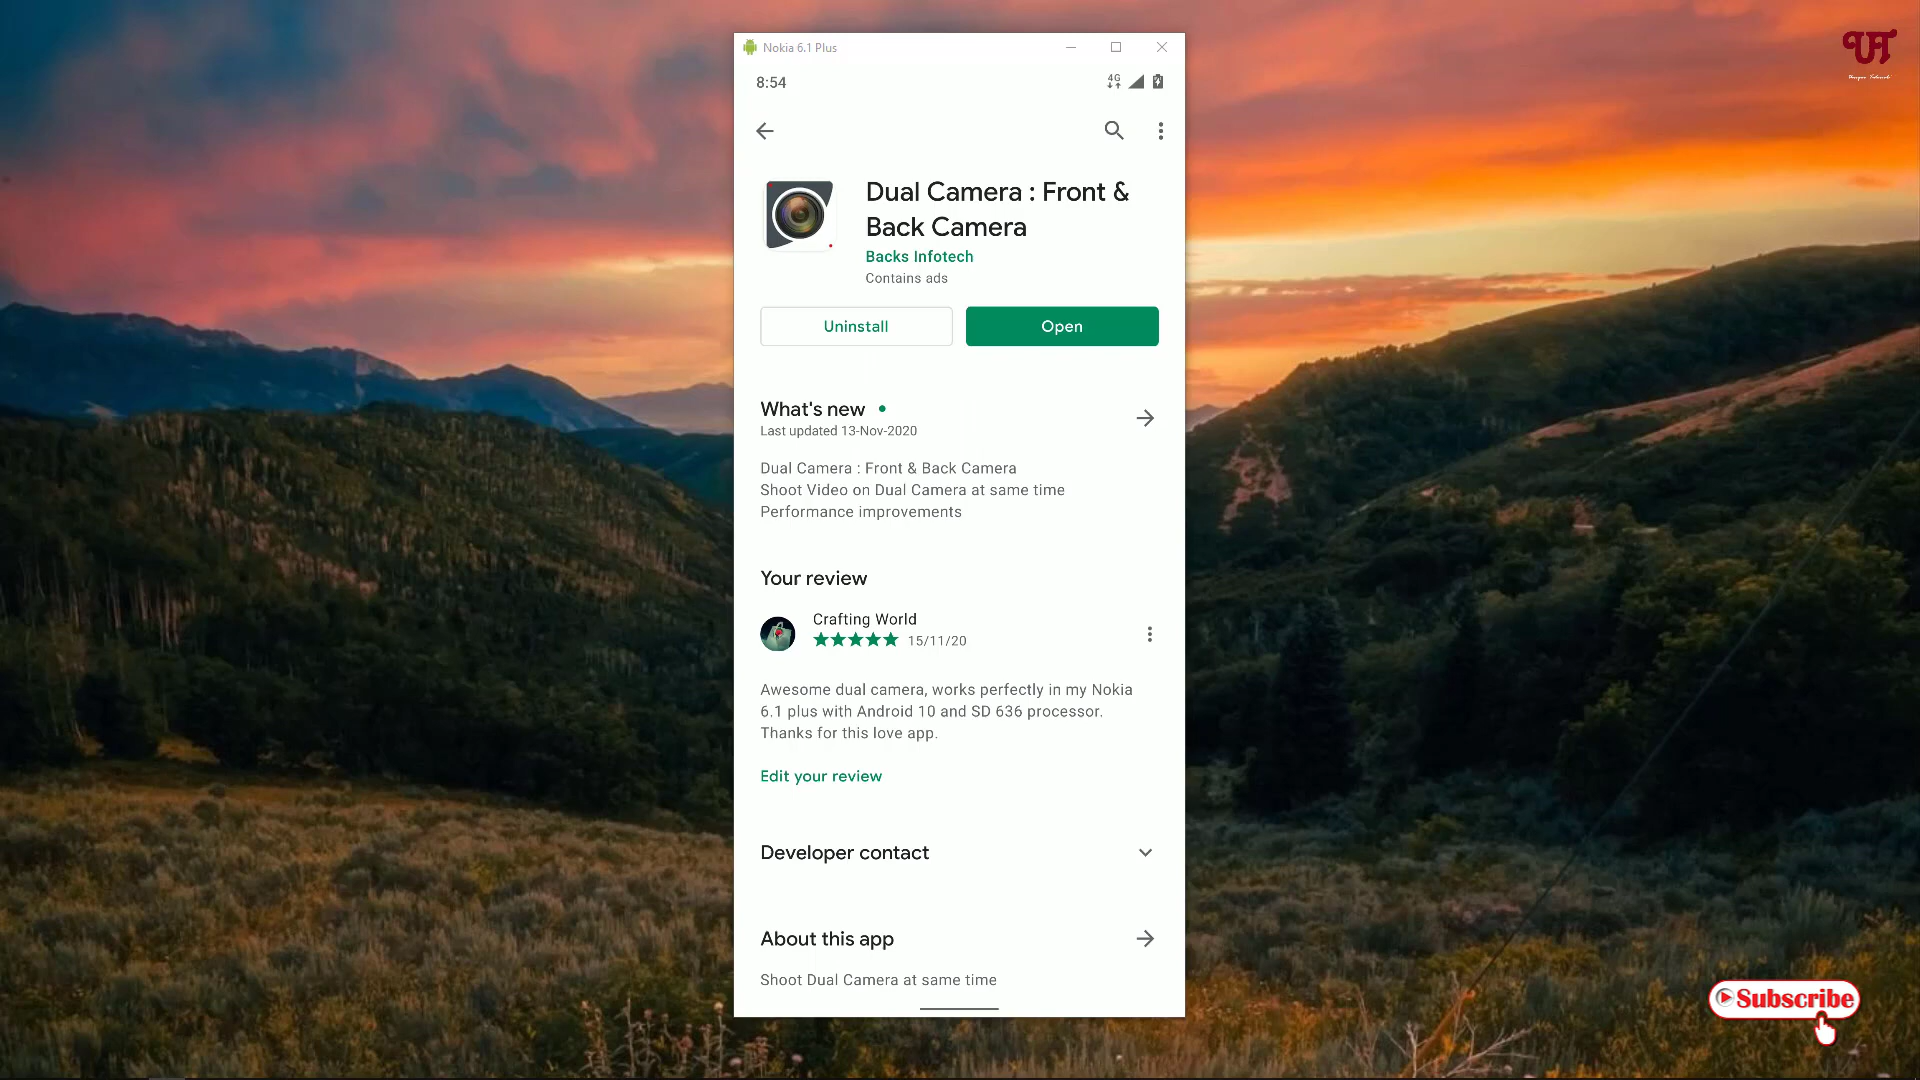 Nokia 6.1 Plus
8:54
4G
Dual Camera : Front &
Back Camera
Backs Infotech
Contains ads
Uninstall
Open
What's new
Last updated 13-Nov-2020
Dual Camera : Front & Back Camera
Shoot Video on Dual Camera at same time
Performance improvements
Your review
Crafting World
15/11/20
Awesome dual camera, works perfectly in my Nokia
6.1 plus with Android 10 and SD 636 processor.
Thanks for this love app.
Edit your review
Developer contact
About this app
Shoot Dual Camera at same time
UT
Subscribe